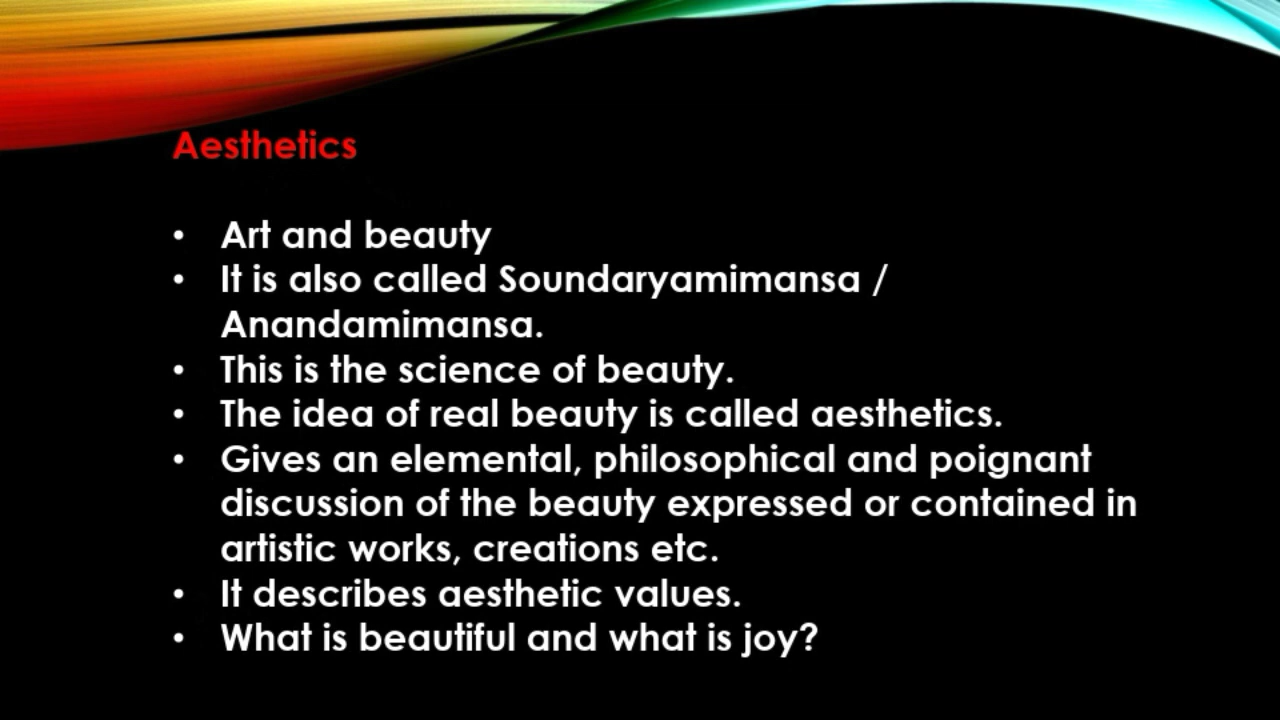 Aesthetics
• Art and beauty
• It is also called Soundaryamimansa /
Anandamimansa.
• This is the science of beauty.
• The idea of real beauty is called aesthetics.
• Gives an elemental, philosophical and poignant
discussion of the beauty expressed or contained in
artistic works, creations etc.
• It describes aesthetic values.
• What is beautiful and what is joy?